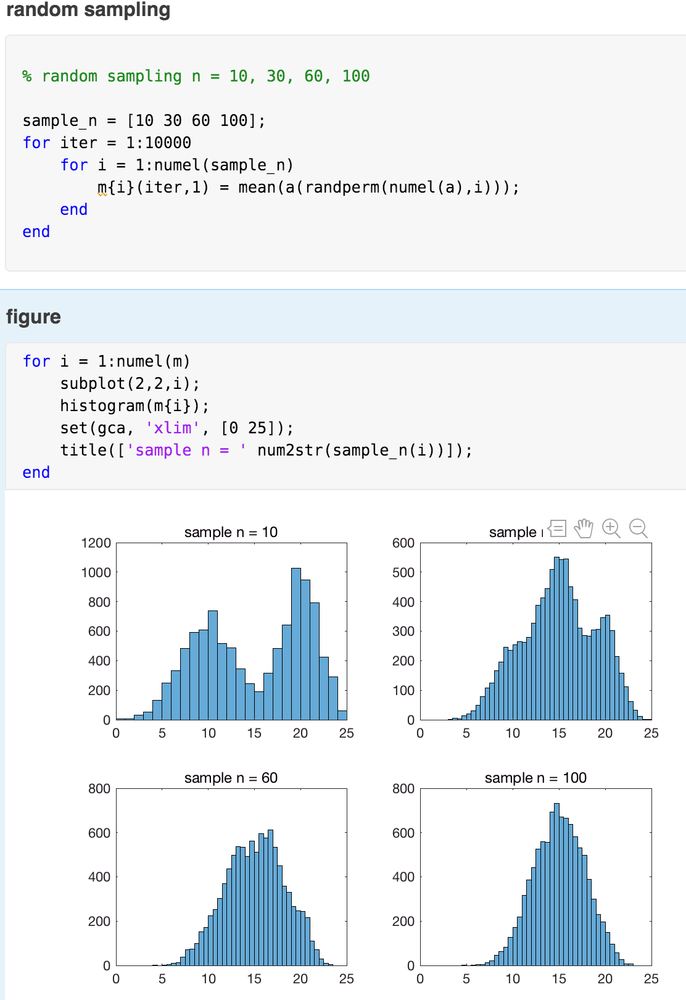 random sampling
% random sampling n = 10, 30, 60, 100
sample_n = [10 30 60 100];
for iter = 1:10000
for i = 1:numel(sample_n)
m{i}(iter,1) = mean(a(randperm(numel(a),i)));
end
end
figure
for i = 1:numel(m)
subplot(2,2,i);
histogram(m{i});
set(gca, 'xlim', [0 25]);
title(['sample n = ' num2str(sample_n(i))]);
end
sample n = 10
1200
1000
800
600
400
200
0
0 5 10 15 20 25
sample
600
500
400
300
200
100
0
0 5 10 15 20 25
sample n = 60
800
600
400
200
0
0 5 10 15 20 25
sample n = 100
800
600
400
200
0
0 5 10 15 20 25